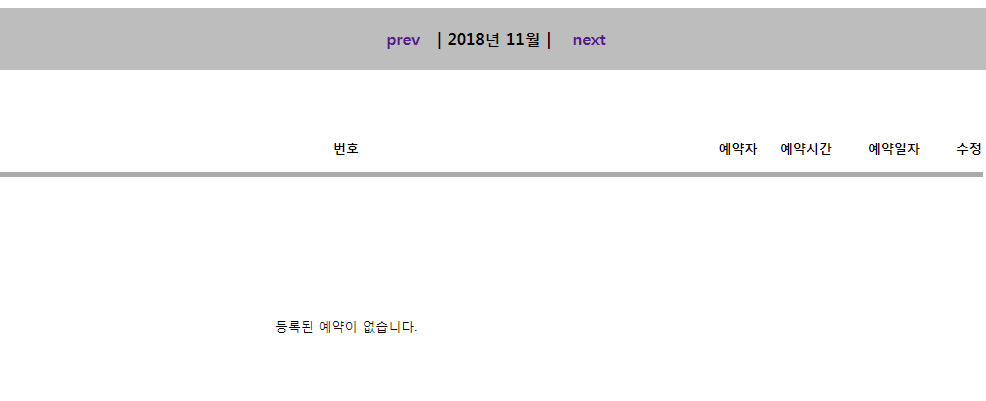 prev | 2018년 11월 | next
번호 예약자 예약시간 예약일자 수정
등록된 예약이 없습니다.